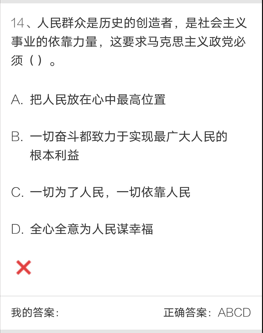 14、人民群众是历史的创造者，是社会主义
事业的依靠力量，这要求马克思主义政党必
须（）。
A. 把人民放在心中最高位置
B. 一切奋斗都致力于实现最广大人民的
根本利益
C. 一切为了人民，一切依靠人民
D. 全心全意为人民谋幸福
我的答案： 正确答案：ABCD